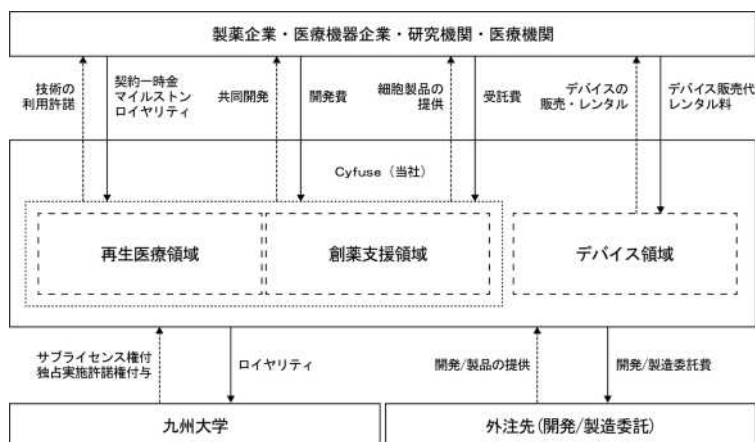 製薬企業・医療機器企業・研究機関・医療機関
技術の
利用許諾
契約一時金
マイルストン
ロイヤリティ
共同開発
開発費
細胞製品の
提供
受託費
デバイスの
販売・レンタル
デバイス販売代
レンタル料
Cyfuse（当社）
再生医療領域
創薬支援領域
デバイス領域
サブライセンス権付
独占実施許諾権付与
ロイヤリティ
開発/製品の提供
開発/製造委託費
九州大学
外注先（開発/製造委託）